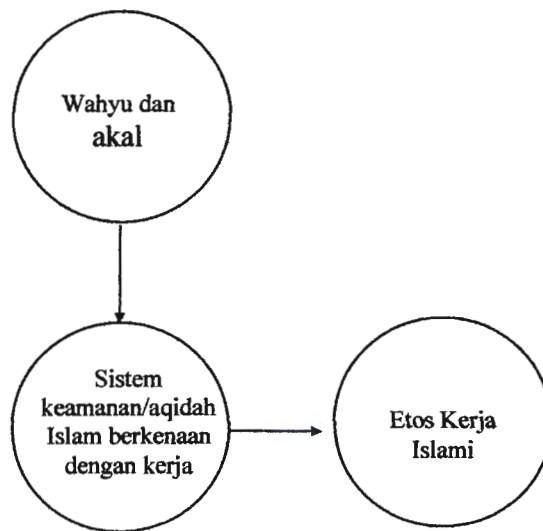 Wahyu dan
akal
Sistem
keamanan/aqidah
Islam berkenaan
dengan kerja
Etos Kerja
Islami